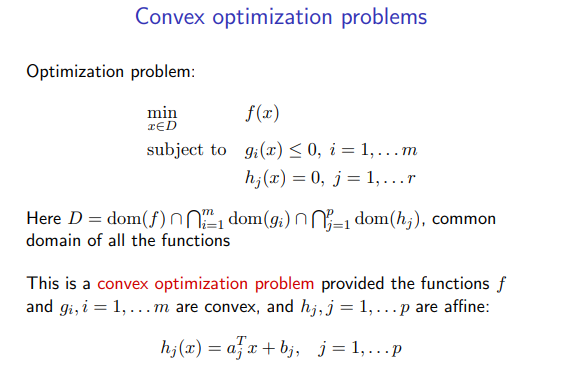 Convex optimization problems
Optimization problem:
min f(x)
x∈D
subject to g_i(x) ≤ 0, i = 1, . . . m
h_j(x) = 0, j = 1, . . . r
Here D = dom(f) ∩ ⋂_{i=1}^m dom(g_i) ∩ ⋂_{j=1}^p dom(h_j), common
domain of all the functions
This is a convex optimization problem provided the functions f
and g_i, i = 1, . . . m are convex, and h_j, j = 1, . . . p are affine:
h_j(x) = a_j^T x + b_j, j = 1, . . . p